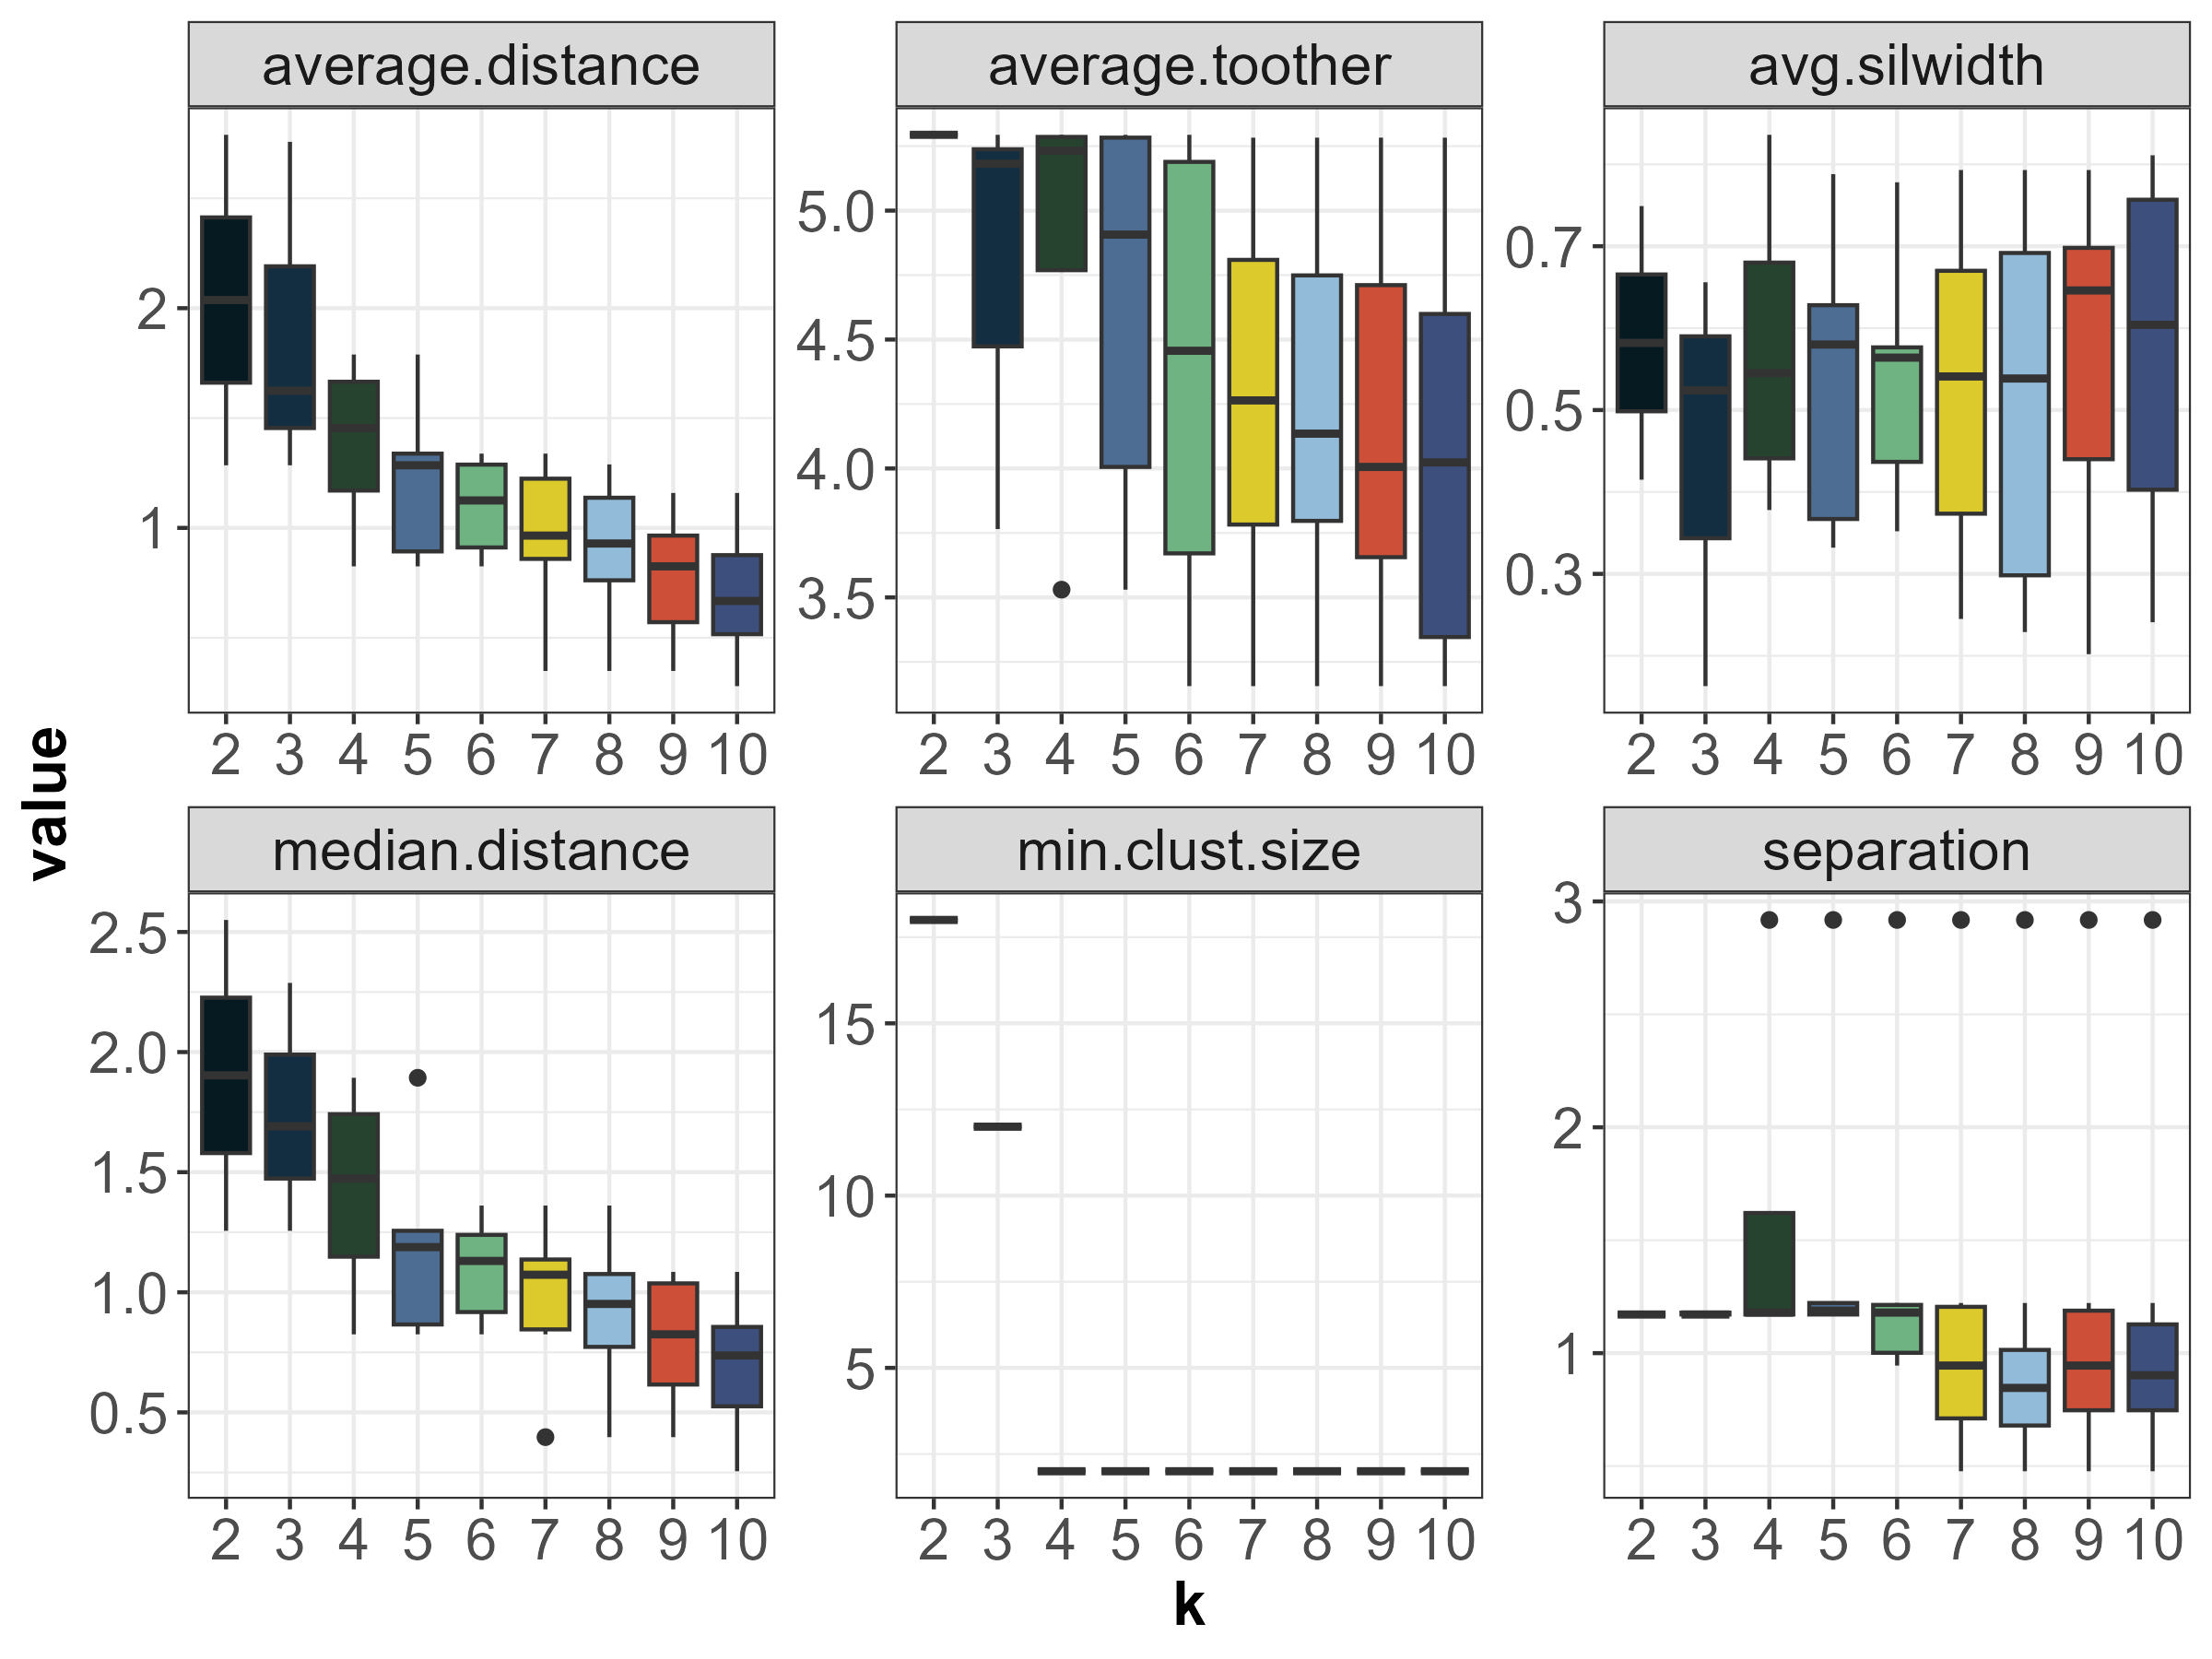 average.distance
average.toother
avg.silwidth
2
1
5.0
4.5
4.0
3.5
0.7
0.5
0.3
2 3 4 5 6 7 8 9 10
2 3 4 5 6 7 8 9 10
2 3 4 5 6 7 8 9 10
value
median.distance
min.clust.size
separation
2.5
2.0
1.5
1.0
0.5
15
10
5
3
2
1
2 3 4 5 6 7 8 9 10
2 3 4 5 6 7 8 9 10
2 3 4 5 6 7 8 9 10
k